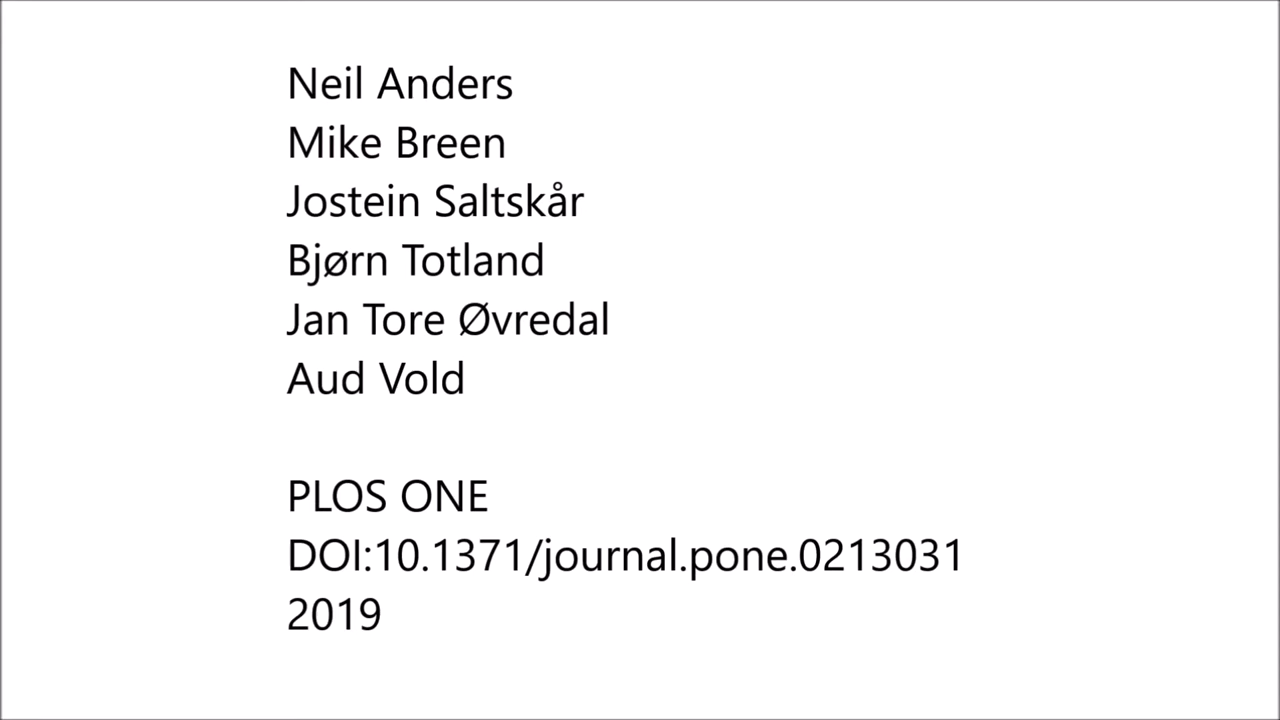 Neil Anders
Mike Breen
Jostein Saltskår
Bjørn Totland
Jan Tore Øvredal
Aud Vold
PLOS ONE
DOI:10.1371/journal.pone.0213031
2019